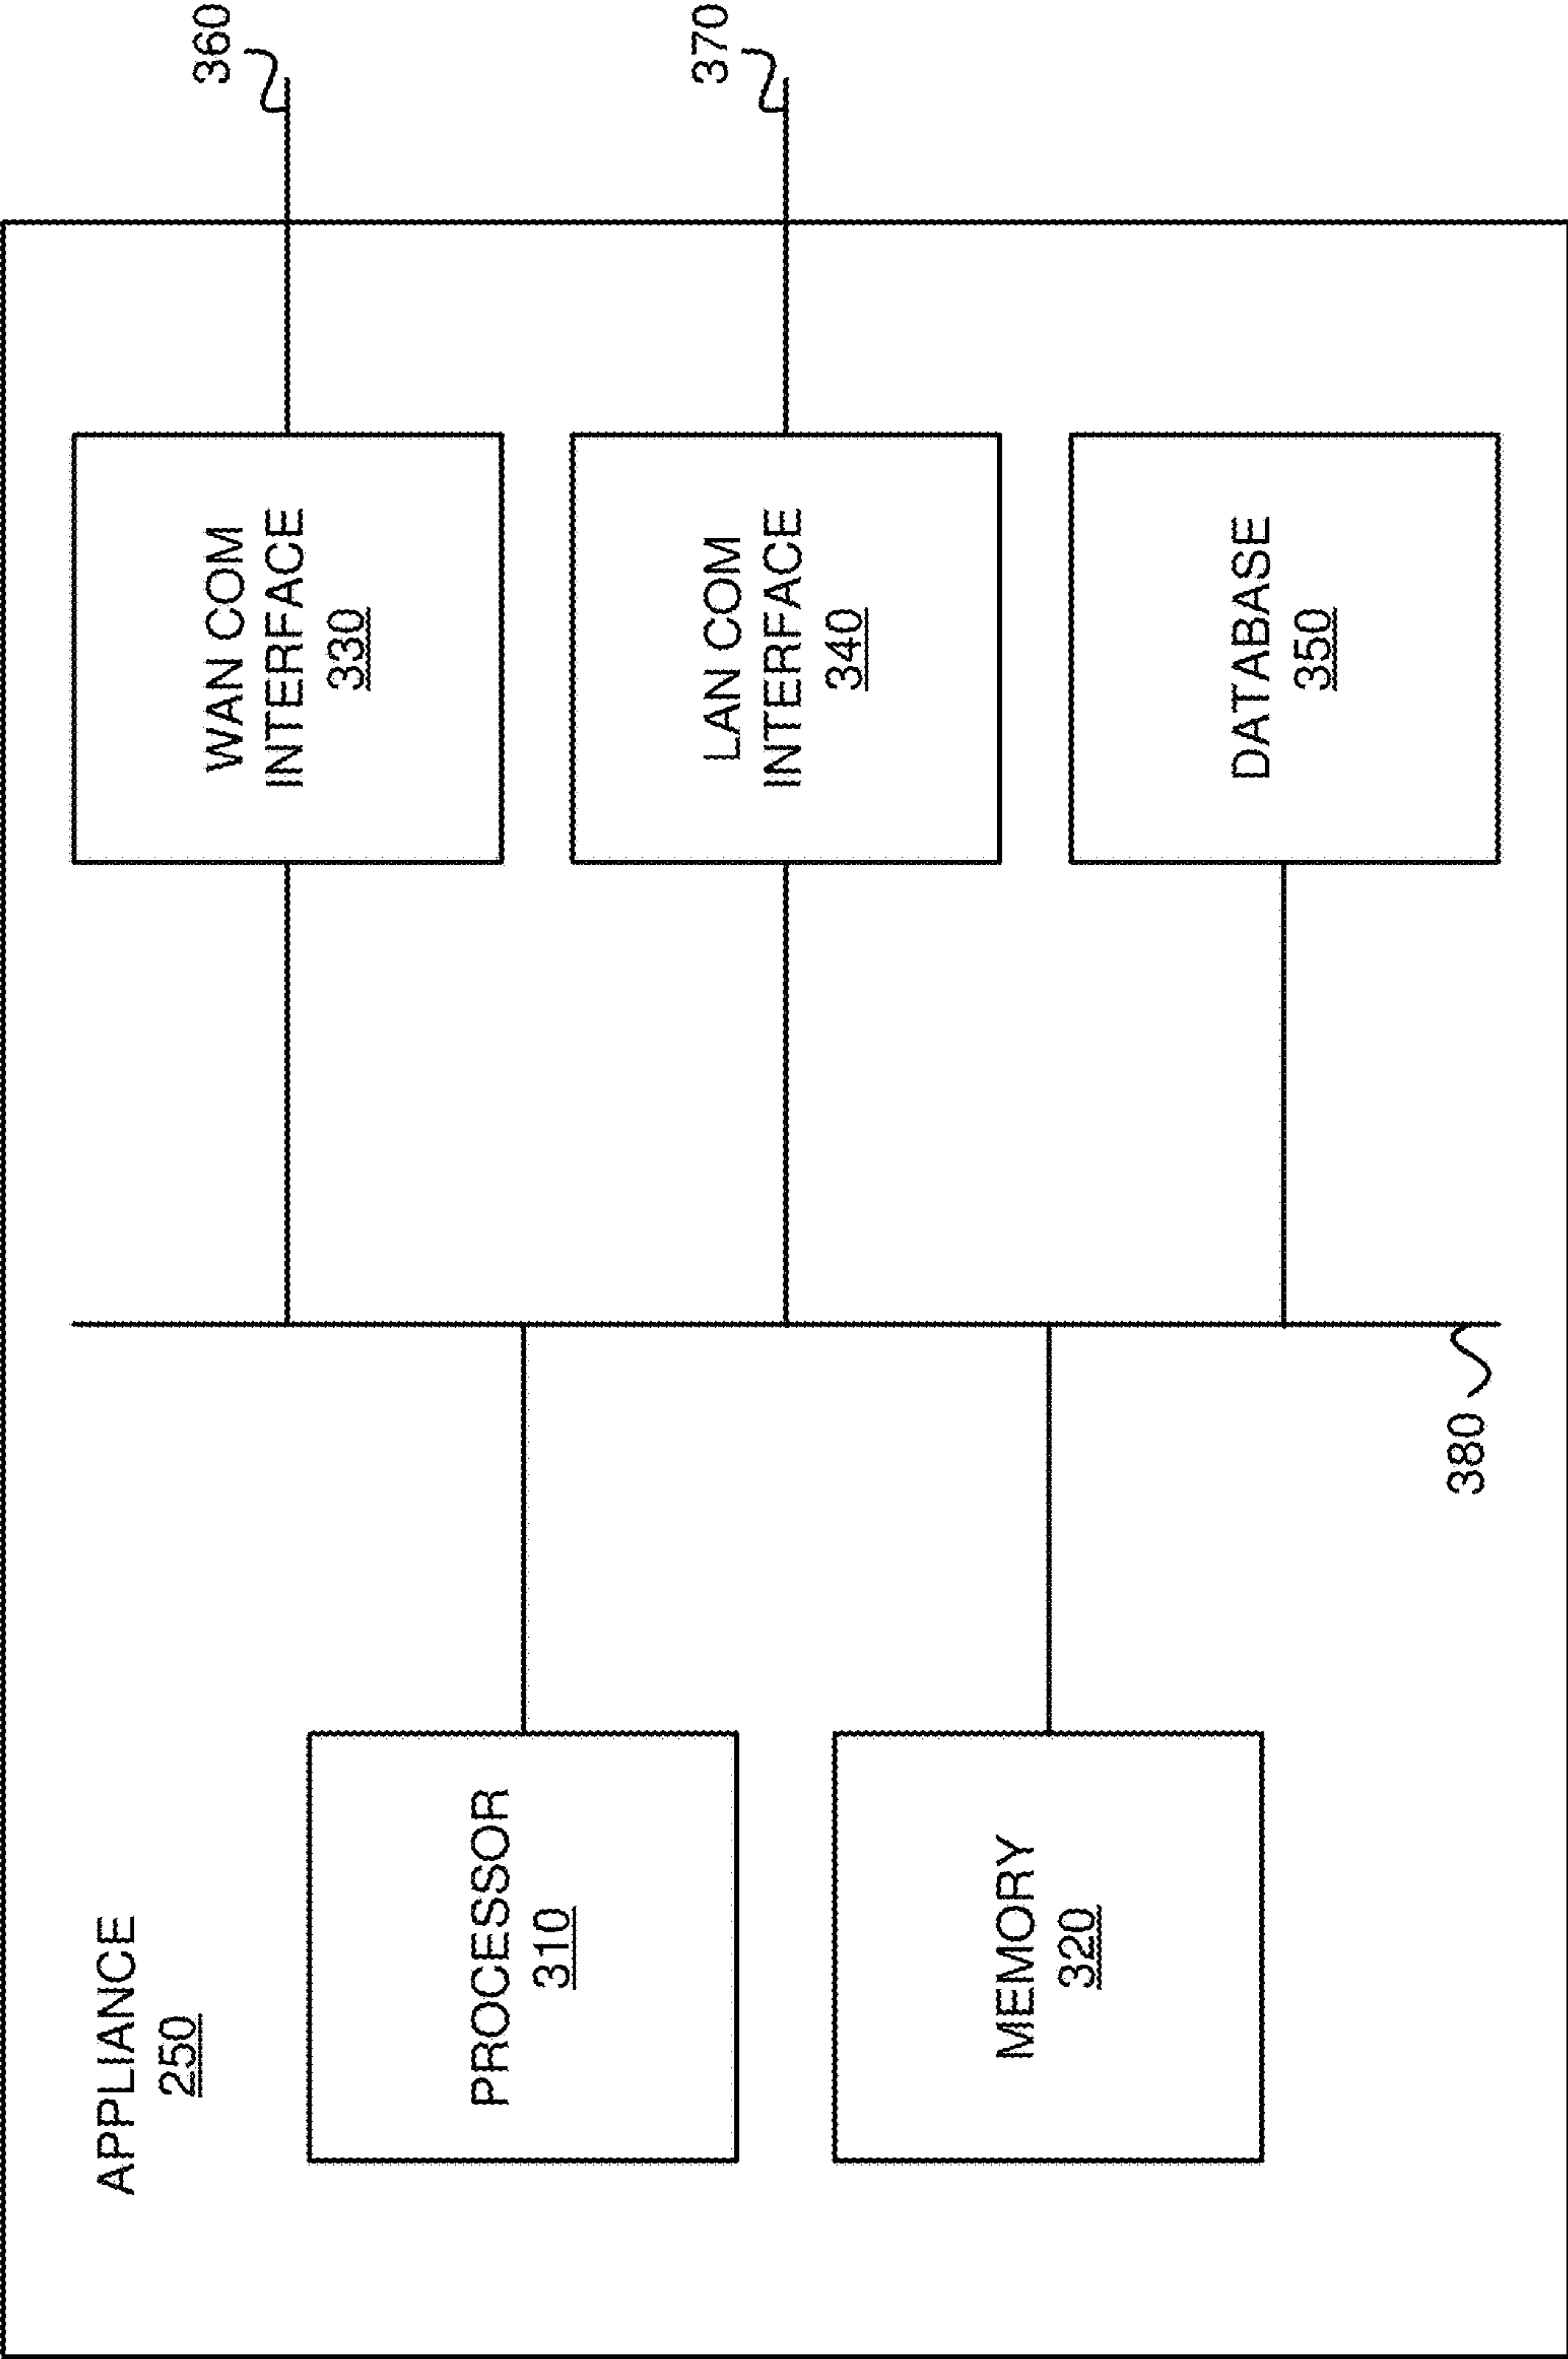 APPLIANCE
250
PROCESSOR
310
MEMORY
320
380
WAN COM
INTERFACE
330
LAN COM
INTERFACE
340
DATABASE
350
360
370